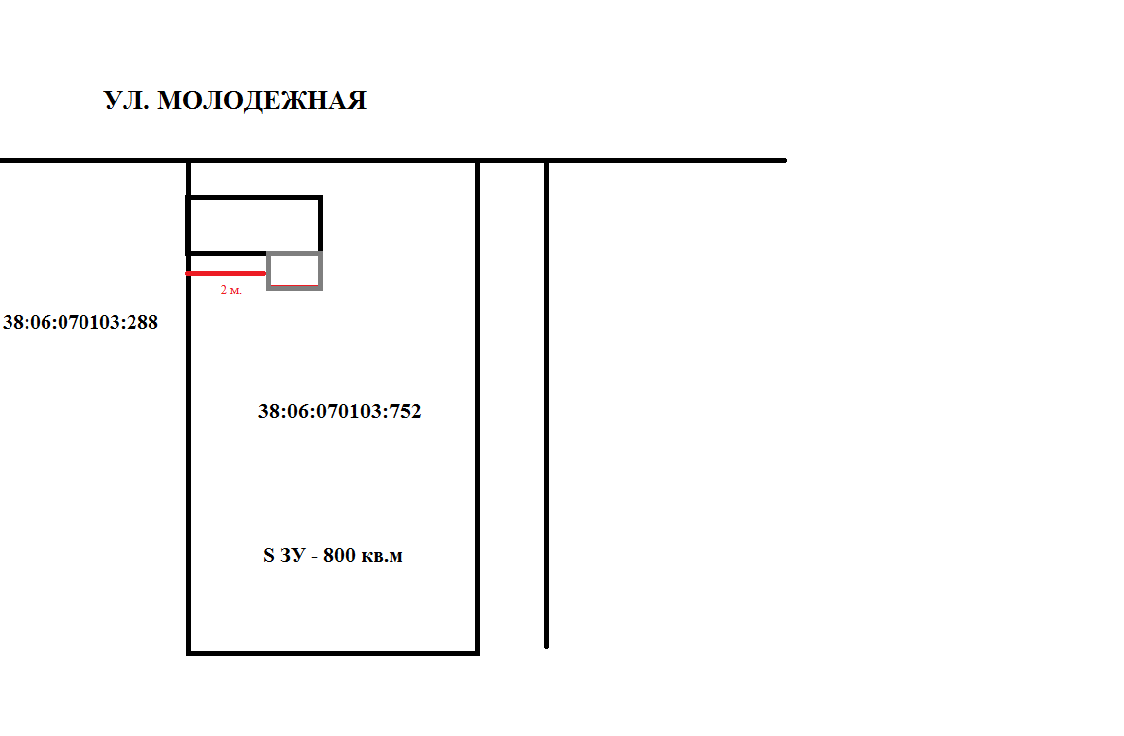 УЛ. МОЛОДЕЖНАЯ
2 м.
38:06:070103:288
38:06:070103:752
S ЗУ - 800 кв.м